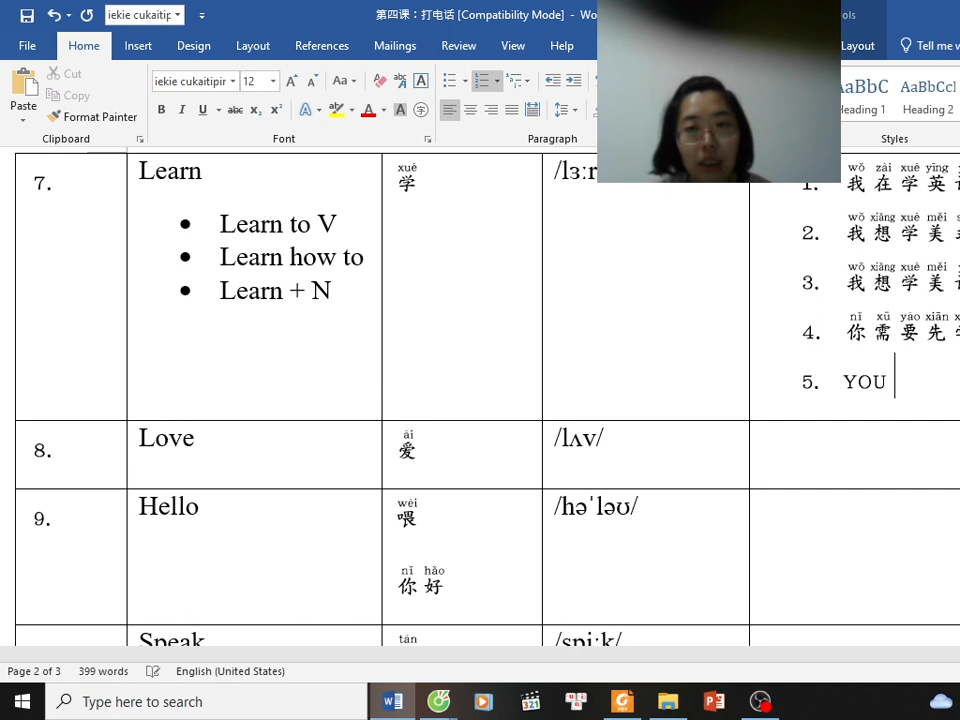 iekie cukaitip
第四课：打电话 [Compatibility Mode] - Wo
ols
File Home Insert Design Layout References Mailings Review View Help Layout Tell me
Paste Cut Copy Format Painter
iekie cukaitipir 12
Heading 1 Heading 2
Clipboard Font Paragraph Styles
7. Learn
Learn to V
Learn how to
Learn + N
xué
学
/lɜːr
1. wǒ zài xué yīng
我在学英
2. wǒ xiǎng xué měi
我想学美
3. wǒ xiǎng xué měi
我想学美
4. nǐ xū yào xiān
你需要先
5. YOU
8. Love
ài
爱
/lʌv/
9. Hello
wèi
喂
nǐ hǎo
你好
/həˈləʊ/
Speak
tán
/spiːk/
Page 2 of 3 399 words English (United States)
Type here to search